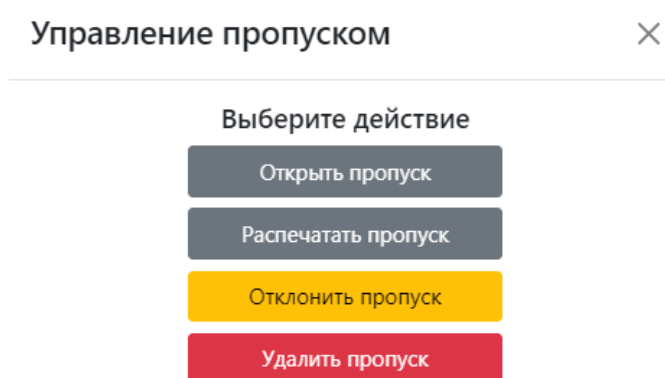 Управление пропуском
Выберите действие
Открыть пропуск
Распечатать пропуск
Отклонить пропуск
Удалить пропуск